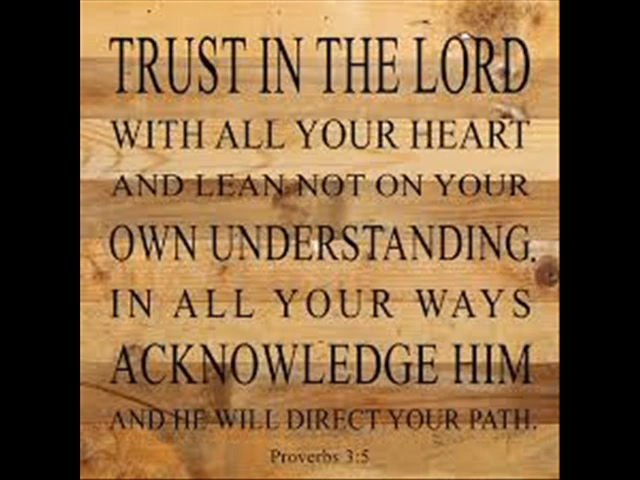 TRUST IN THE LORD
WITH ALL YOUR HEART
AND LEAN NOT ON YOUR
OWN UNDERSTANDING.
IN ALL YOUR WAYS
ACKNOWLEDGE HIM
AND HE WILL DIRECT YOUR PATH.
Proverbs 3:5